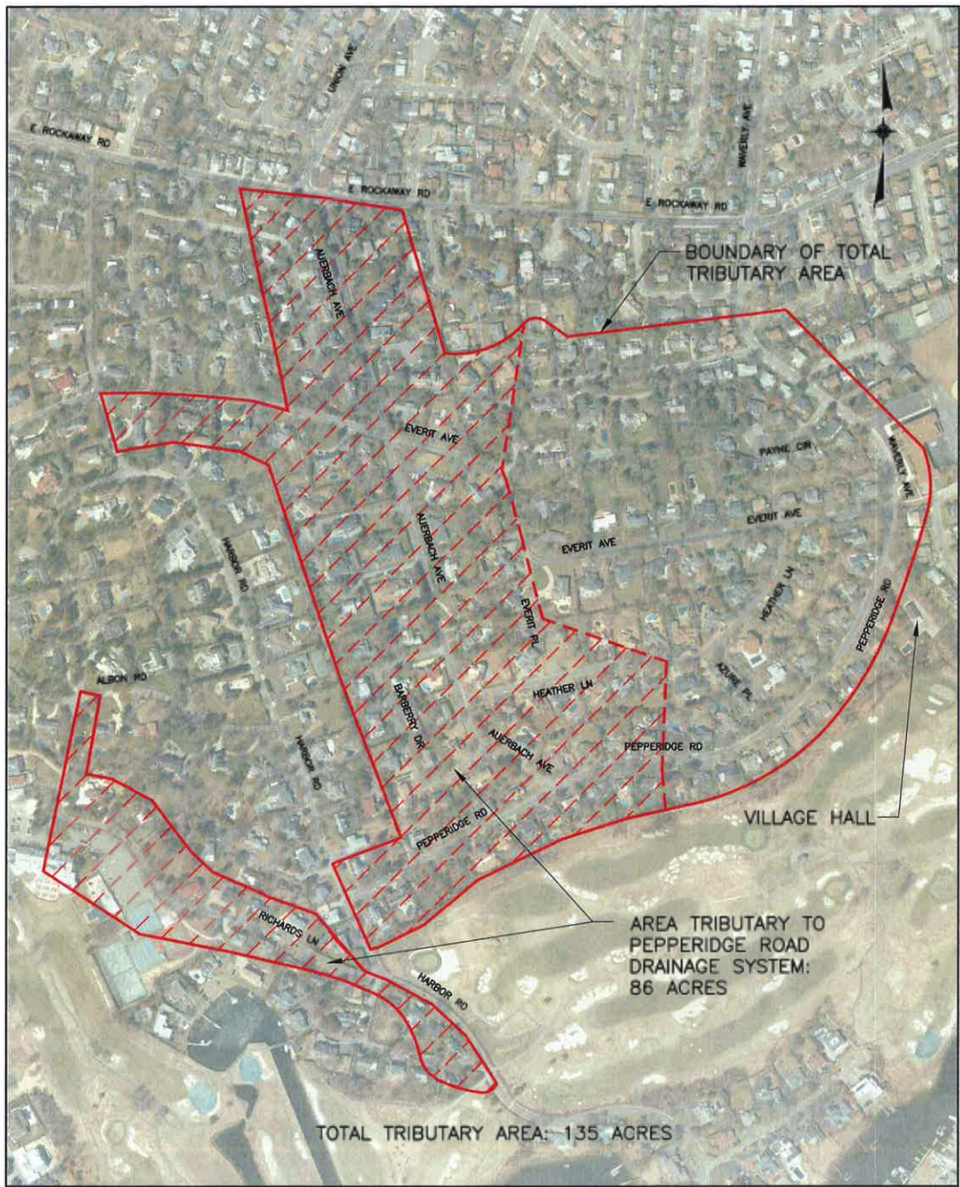 UNION AVE
E ROCKAWAY RD
WAVERLY AVE
E ROCKAWAY RD
E ROCKAWAY RD
BOUNDARY OF TOTAL
TRIBUTARY AREA
AUERBACH AVE
EVERIT AVE
PAYNE CIR
WAVERLY AVE
EVERIT AVE
EVERIT AVE
AUERBACH AVE
HARBOR RD
HEATHER LN
EVERIT PL
PEPPERIDGE RD
ALBON RD
AZURE PL
HEATHER LN
BARBERRY DR
AUERBACH AVE
PEPPERIDGE RD
HARBOR RD
PEPPERIDGE RD
VILLAGE HALL
RICHARDS LN
AREA TRIBUTARY TO
PEPPERIDGE ROAD
DRAINAGE SYSTEM:
86 ACRES
HARBOR RD
TOTAL TRIBUTARY AREA: 135 ACRES